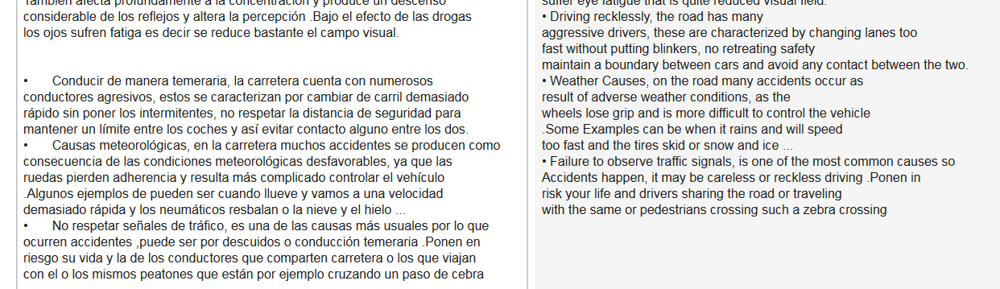 También afecta profundamente a la concentración y produce un descenso
considerable de los reflejos y altera la percepción .Bajo el efecto de las drogas
los ojos sufren fatiga es decir se reduce bastante el campo visual.
• Conducir de manera temeraria, la carretera cuenta con numerosos
conductores agresivos, estos se caracterizan por cambiar de carril demasiado
rápido sin poner los intermitentes, no respetar la distancia de seguridad para
mantener un límite entre los coches y así evitar contacto alguno entre los dos.
• Causas meteorológicas, en la carretera muchos accidentes se producen como
consecuencia de las condiciones meteorológicas desfavorables, ya que las
ruedas pierden adherencia y resulta más complicado controlar el vehículo
.Algunos ejemplos de pueden ser cuando llueve y vamos a una velocidad
demasiado rápida y los neumáticos resbalan o la nieve y el hielo ...
• No respetar señales de tráfico, es una de las causas más usuales por lo que
ocurren accidentes ,puede ser por descuidos o conducción temeraria .Ponen en
riesgo su vida y la de los conductores que comparten carretera o los que viajan
con el o los mismos peatones que están por ejemplo cruzando un paso de cebra
suffer eye fatigue that is quite reduced visual field.
• Driving recklessly, the road has many
aggressive drivers, these are characterized by changing lanes too
fast without putting blinkers, no retreating safety
maintain a boundary between cars and avoid any contact between the two.
• Weather Causes, on the road many accidents occur as
result of adverse weather conditions, as the
wheels lose grip and is more difficult to control the vehicle
.Some Examples can be when it rains and will speed
too fast and the tires skid or snow and ice ...
• Failure to observe traffic signals, is one of the most common causes so
Accidents happen, it may be careless or reckless driving .Ponen in
risk your life and drivers sharing the road or traveling
with the same or pedestrians crossing such a zebra crossing